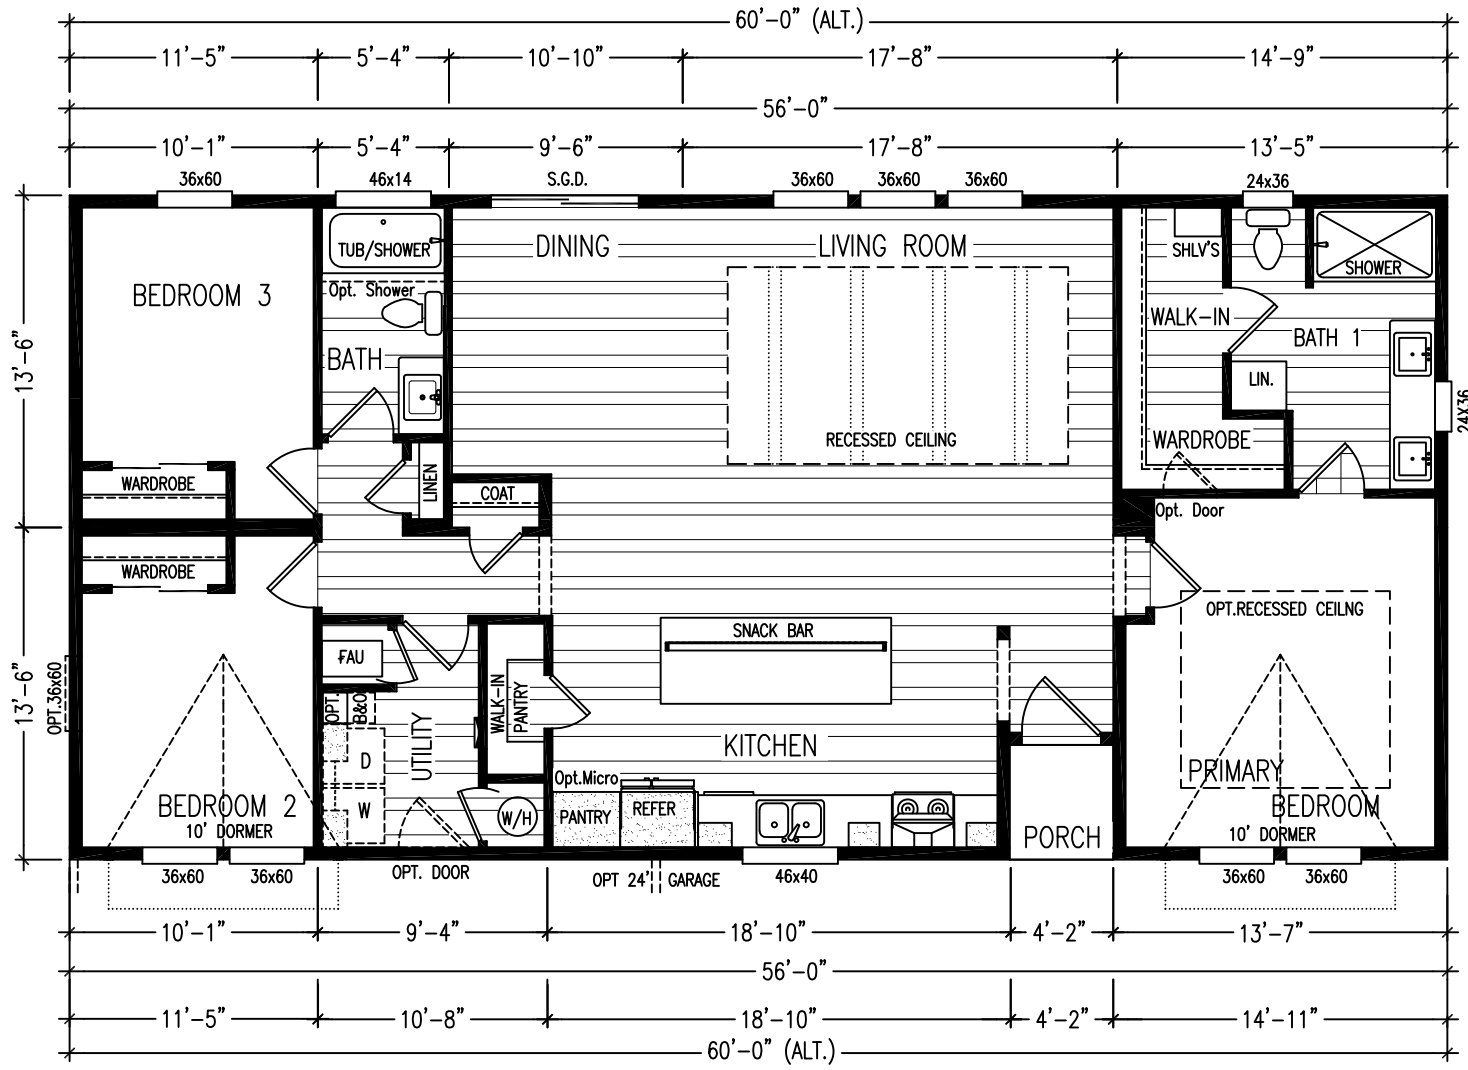 60'-0" (ALT.)
11'-5" 5'-4" 10'-10" 17'-8" 14'-9"
56'-0"
10'-1" 5'-4" 9'-6" 17'-8" 13'-5"
36x60 46x14 S.G.D. 36x60 36x60 36x60 24x36
TUB/SHOWER DINING LIVING ROOM SHLV'S SHOWER
BEDROOM 3 Opt. Shower
WALK-IN BATH 1
BATH
13'-6"
LIN.
24X36
RECESSED CEILING WARDROBE
WARDROBE LINEN COAT
Opt. Door
WARDROBE
OPT.RECESSED CEILNG
SNACK BAR
FAU
OPT.36x60
13'-6"
OPT. B&O
WALK-IN
PANTRY
UTILITY
KITCHEN
D
PRIMARY
Opt.Micro
BEDROOM 2 W W/H PANTRY REFER BEDROOM
10' DORMER PORCH 10' DORMER
36x60 36x60 OPT. DOOR OPT 24' GARAGE 46x40 36x60 36x60
10'-1" 9'-4" 18'-10" 4'-2" 13'-7"
56'-0"
11'-5" 10'-8" 18'-10" 4'-2" 14'-11"
60'-0" (ALT.)